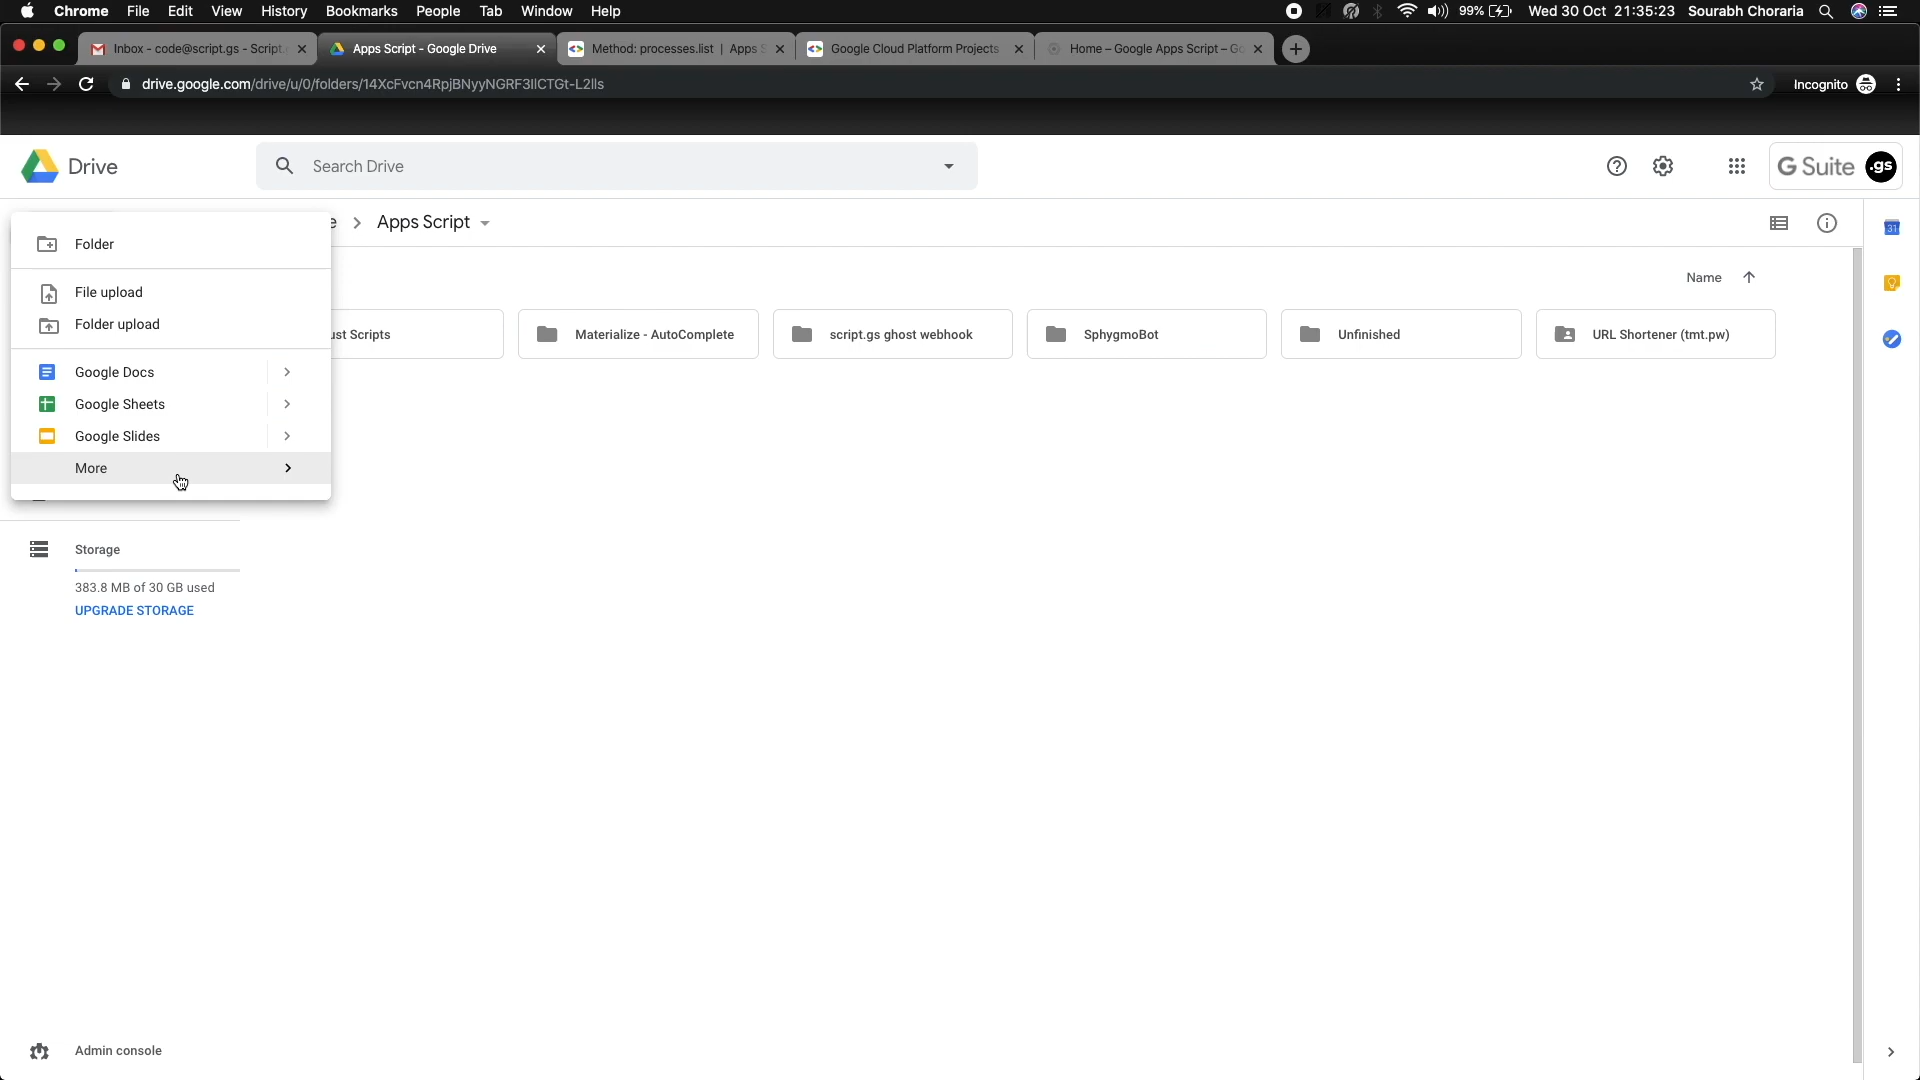 Chrome File Edit View History Bookmarks People Tab Window Help 99% Wed 30 Oct 21:35:23 Sourabh Choraria
Inbox - code@script.gs - Script. Apps Script - Google Drive Method: processes.list | Apps S Google Cloud Platform Projects Home – Google Apps Script – Go
drive.google.com/drive/u/0/folders/14XcFvcn4RpjBNyyNGRF3IlCTGt-L2lls Incognito
Drive Search Drive G Suite .gs
e > Apps Script
31
Folder
Name
File upload
Folder upload
ust Scripts Materialize - AutoComplete script.gs ghost webhook SphygmoBot Unfinished URL Shortener (tmt.pw)
Google Docs
Google Sheets
Google Slides
More
Storage
383.8 MB of 30 GB used
UPGRADE STORAGE
Admin console